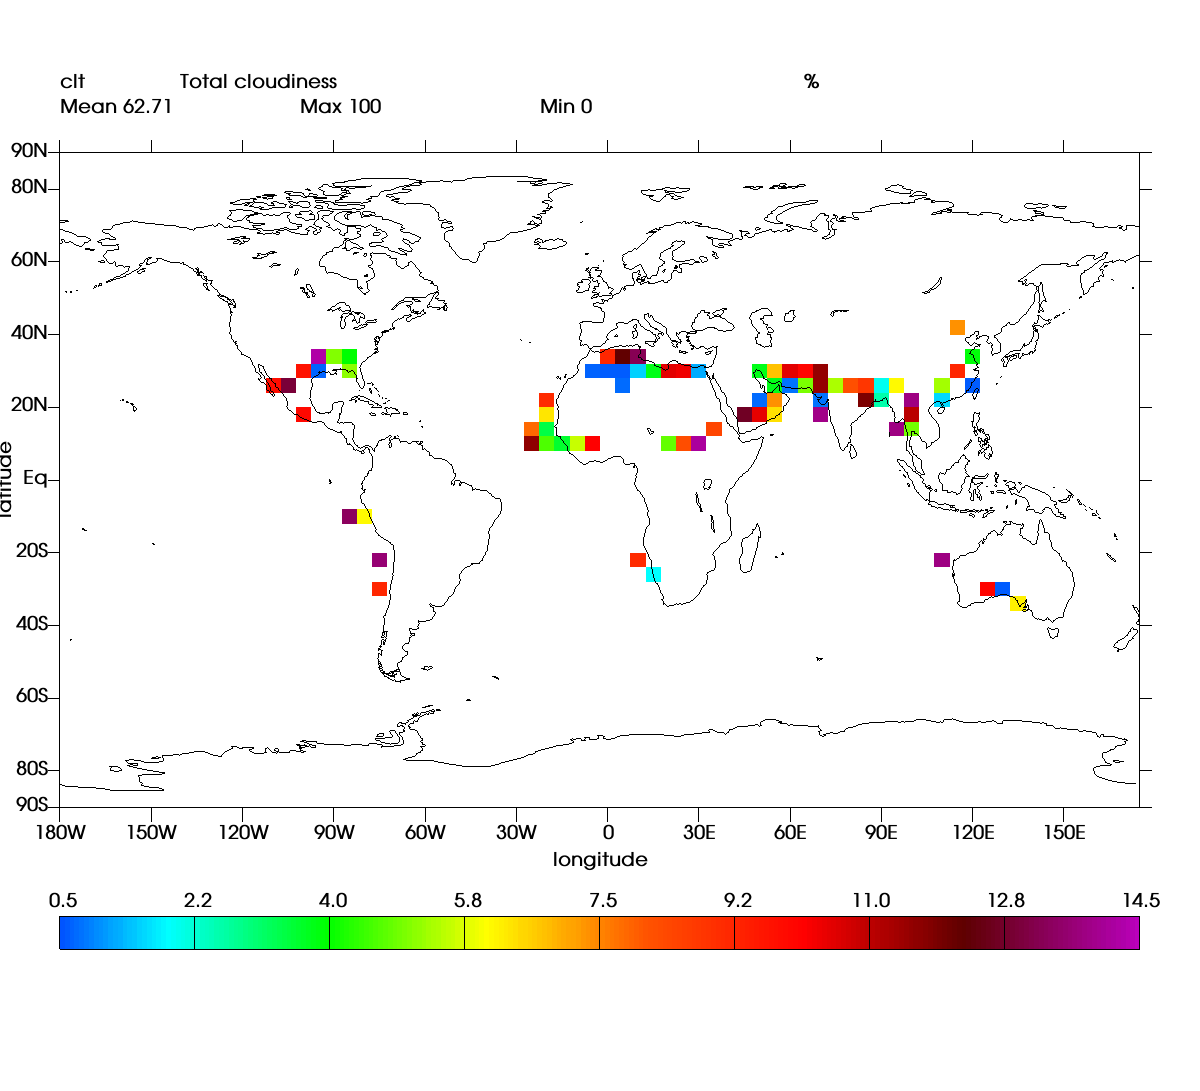 clt Total cloudiness %
Mean 62.71 Max 100 Min 0
90N
80N
60N
40N
20N
Eq
20S
40S
60S
80S
90S
latitude
180W 150W 120W 90W 60W 30W 0 30E 60E 90E 120E 150E
longitude
0.5 2.2 4.0 5.8 7.5 9.2 11.0 12.8 14.5